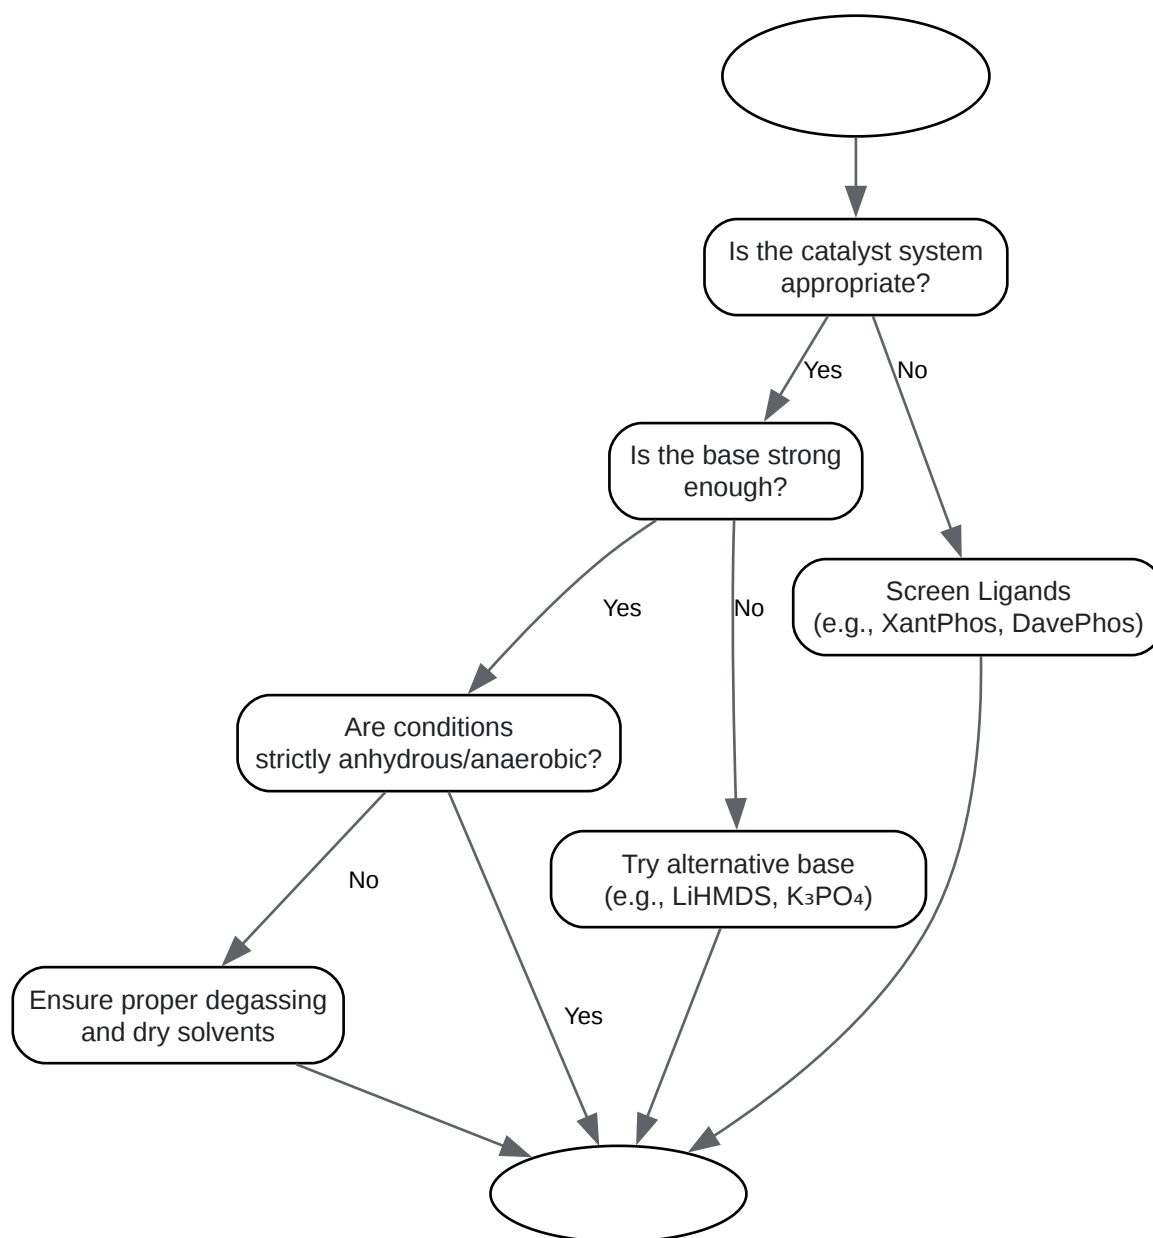 Is the catalyst system
appropriate?
Yes
No
Is the base strong
enough?
Yes
No
Screen Ligands
(e.g., XantPhos, DavePhos)
Are conditions
strictly anhydrous/anaerobic?
No
Try alternative base
(e.g., LiHMDS, K₃PO₄)
Ensure proper degassing
and dry solvents
Yes